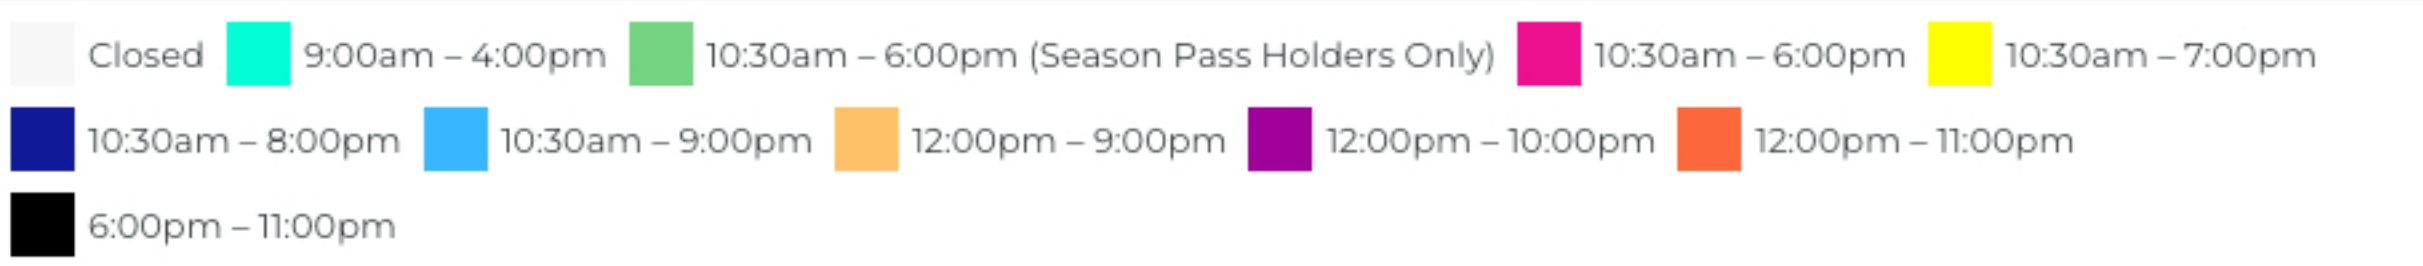 Closed 9:00am – 4:00pm 10:30am – 6:00pm (Season Pass Holders Only) 10:30am – 6:00pm 10:30am – 7:00pm
10:30am – 8:00pm 10:30am – 9:00pm 12:00pm – 9:00pm 12:00pm – 10:00pm 12:00pm – 11:00pm
6:00pm – 11:00pm